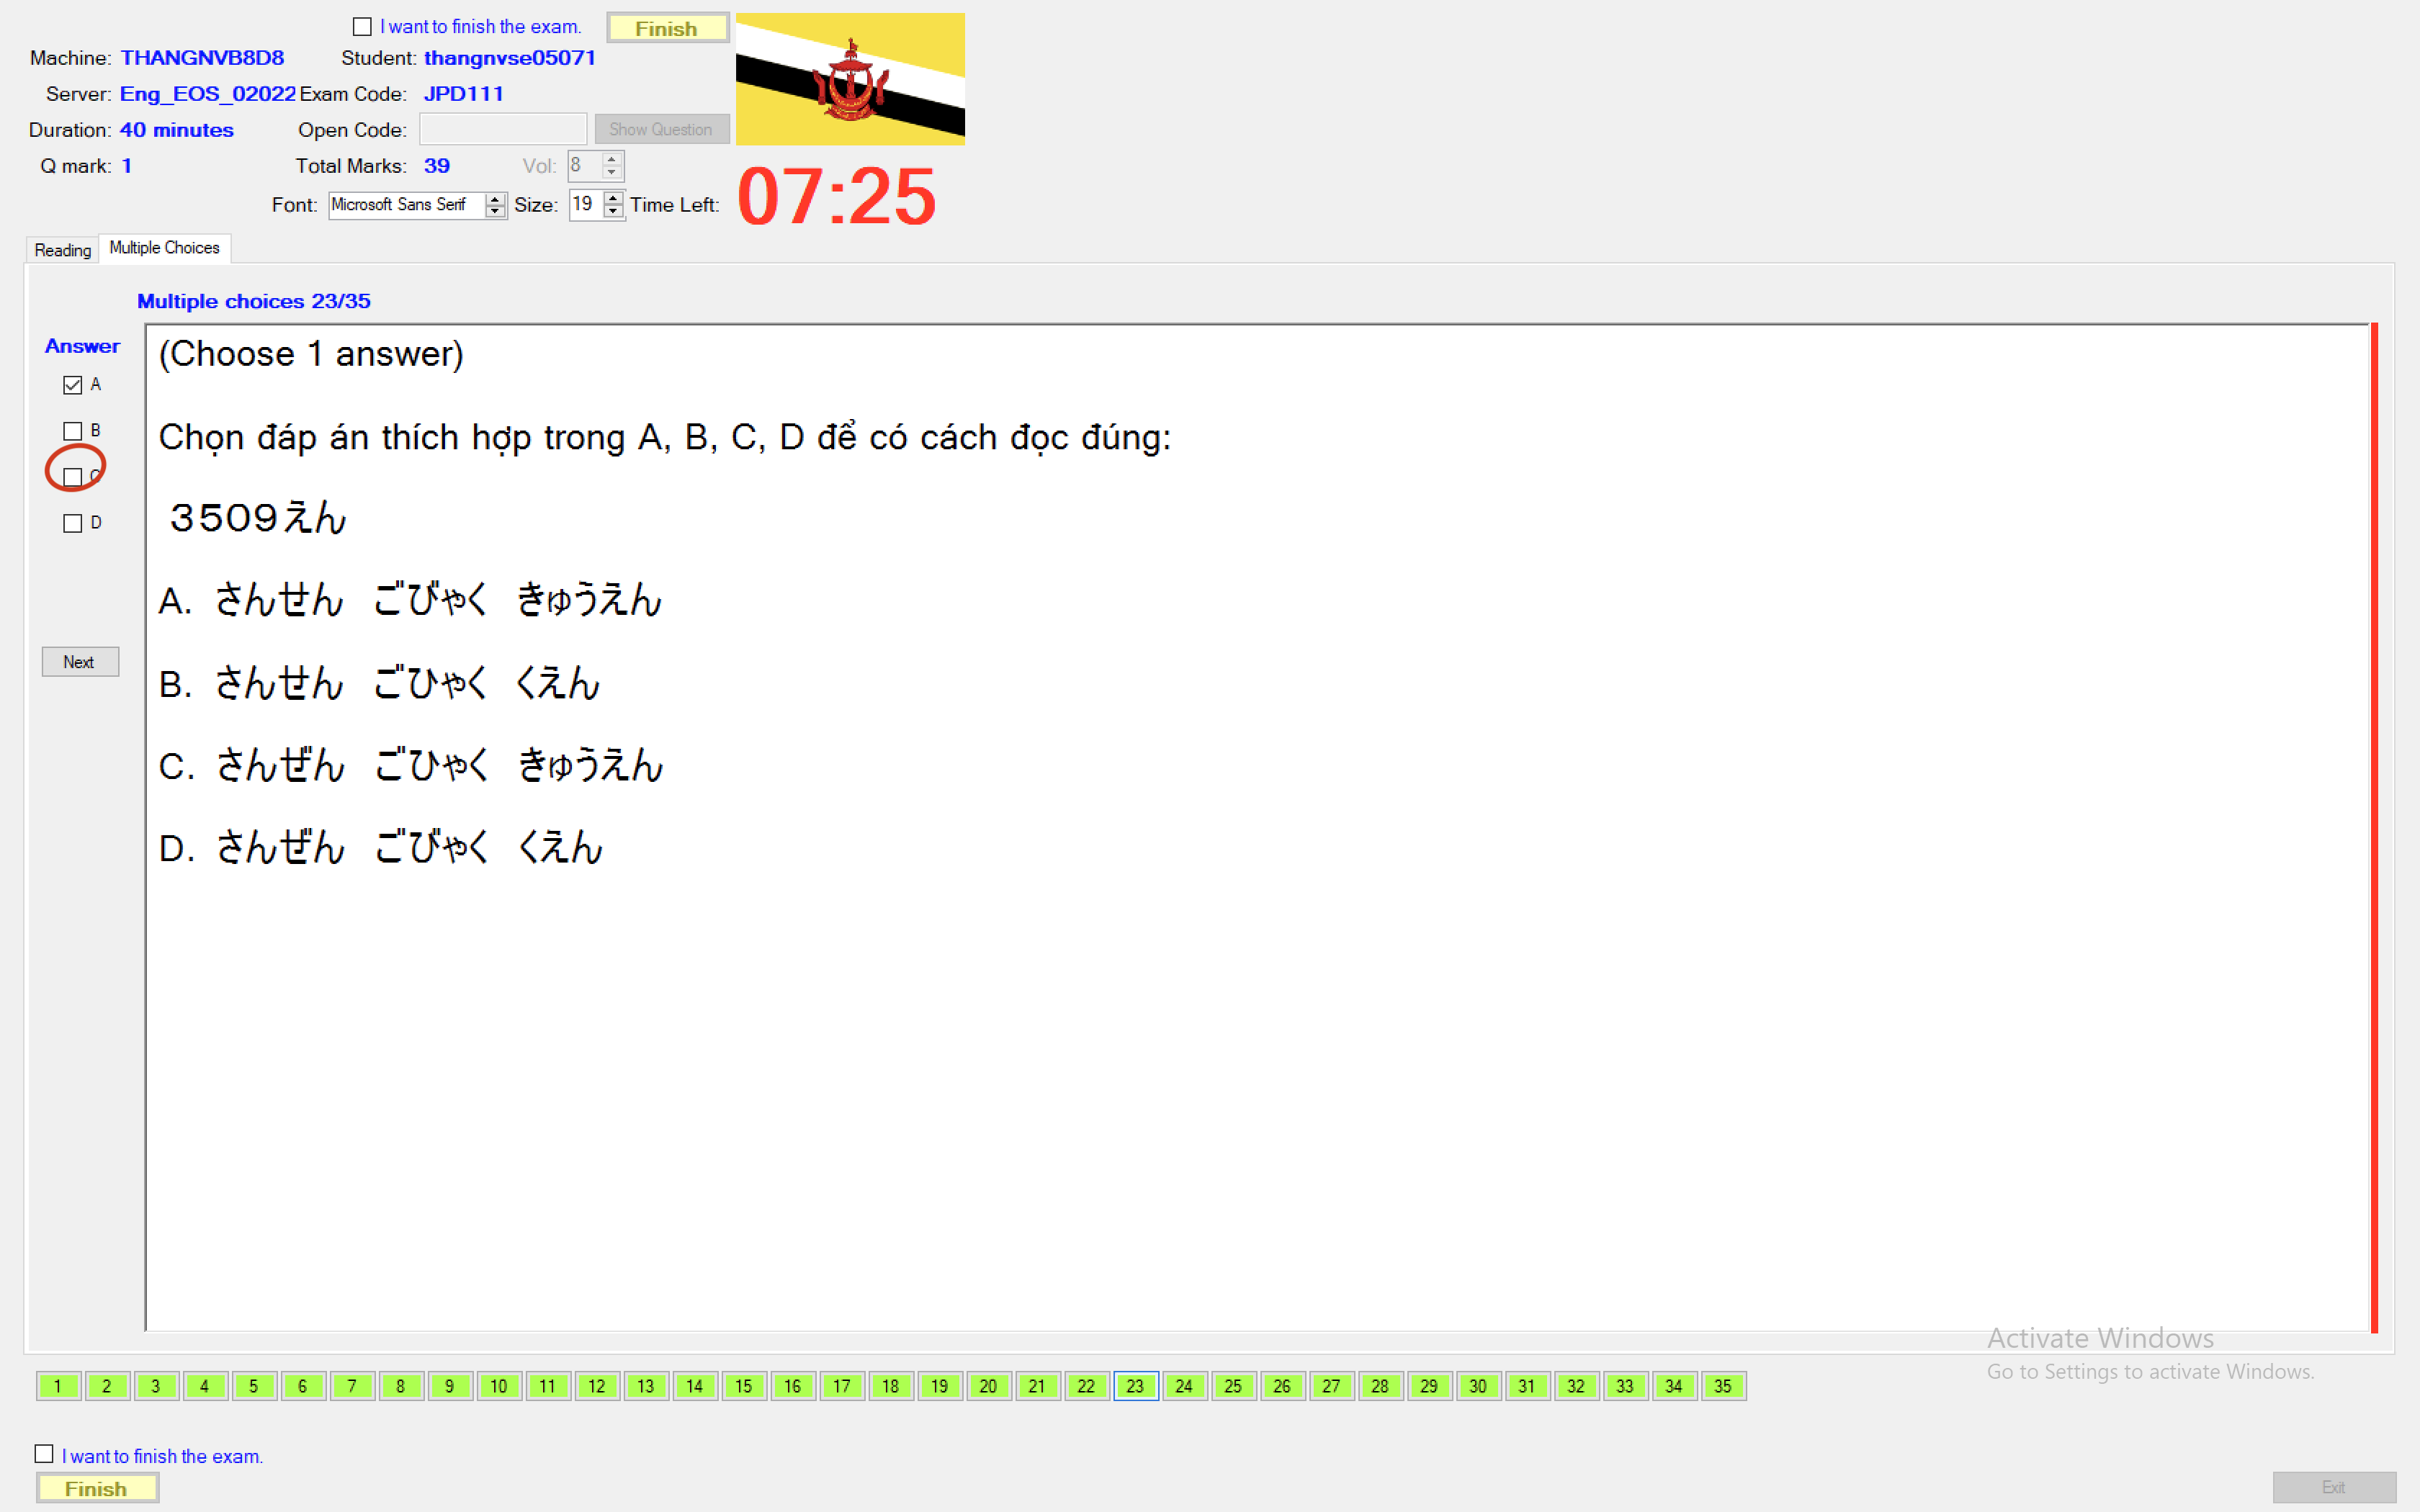 I want to finish the exam. Finish
Machine: THANGNVB8D8 Student: thangnvse05071
Server: Eng_EOS_02022 Exam Code: JPD111
Duration: 40 minutes Open Code: Show Question
Q mark: 1 Total Marks: 39 Vol: 8
Font: Microsoft Sans Serif Size: 19 Time Left: 07:25
Reading Multiple Choices
Multiple choices 23/35
Answer
A
B
C
D
Next
(Choose 1 answer)
Chọn đáp án thích hợp trong A, B, C, D để có cách đọc đúng:
3509えん
A. さんせん ごびゃく きゅうえん
B. さんせん ごひゃく くえん
C. さんぜん ごひゃく きゅうえん
D. さんぜん ごびゃく くえん
Activate Windows
Go to Settings to activate Windows.
1 2 3 4 5 6 7 8 9 10 11 12 13 14 15 16 17 18 19 20 21 22 23 24 25 26 27 28 29 30 31 32 33 34 35
I want to finish the exam.
Finish
Exit